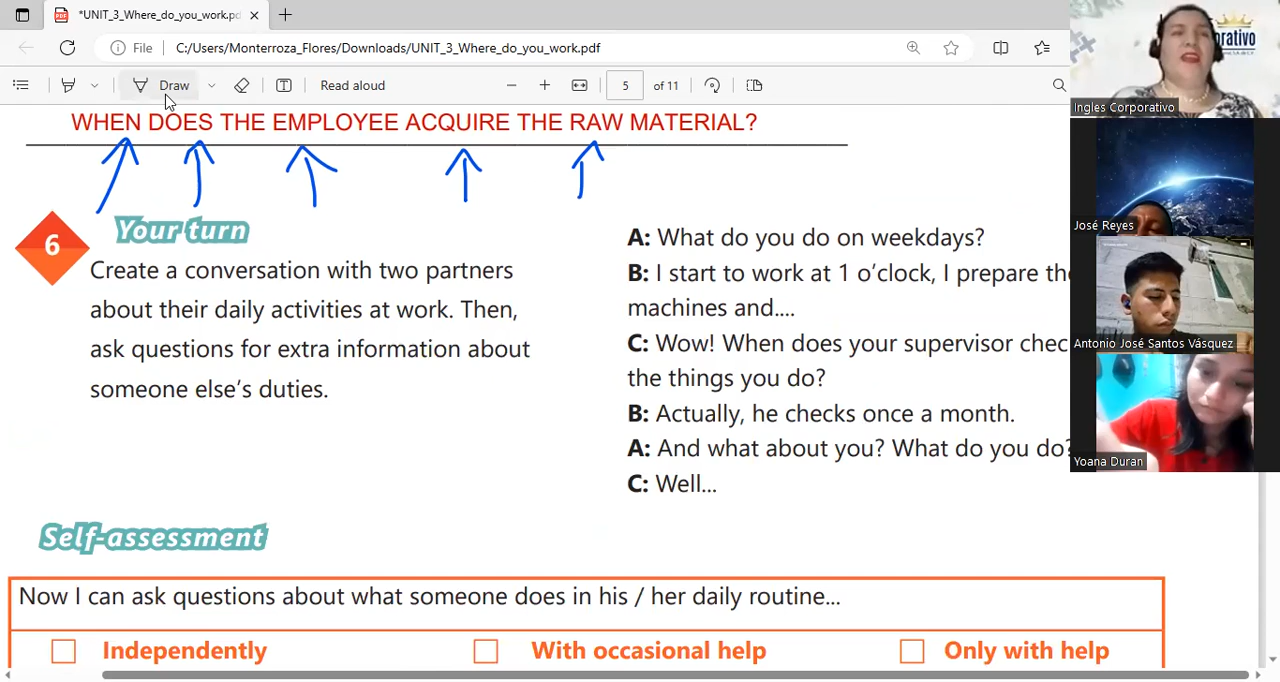 *UNIT_3_Where_do_you_work.pd
File
C:/Users/Monterroza_Flores/Downloads/UNIT_3_Where_do_you_work.pdf
Draw
Read aloud
5
of 11
WHEN DOES THE EMPLOYEE ACQUIRE THE RAW MATERIAL?
6
Your turn
Create a conversation with two partners
about their daily activities at work. Then,
ask questions for extra information about
someone else's duties.
A: What do you do on weekdays?
B: I start to work at 1 o'clock, I prepare the
machines and....
C: Wow! When does your supervisor chec
the things you do?
B: Actually, he checks once a month.
A: And what about you? What do you do?
C: Well...
Self-assessment
Now I can ask questions about what someone does in his / her daily routine...
Independently
With occasional help
Only with help
orativo
Ingles Corporativo
José Reyes
Antonio José Santos Vásquez
Yoana Duran